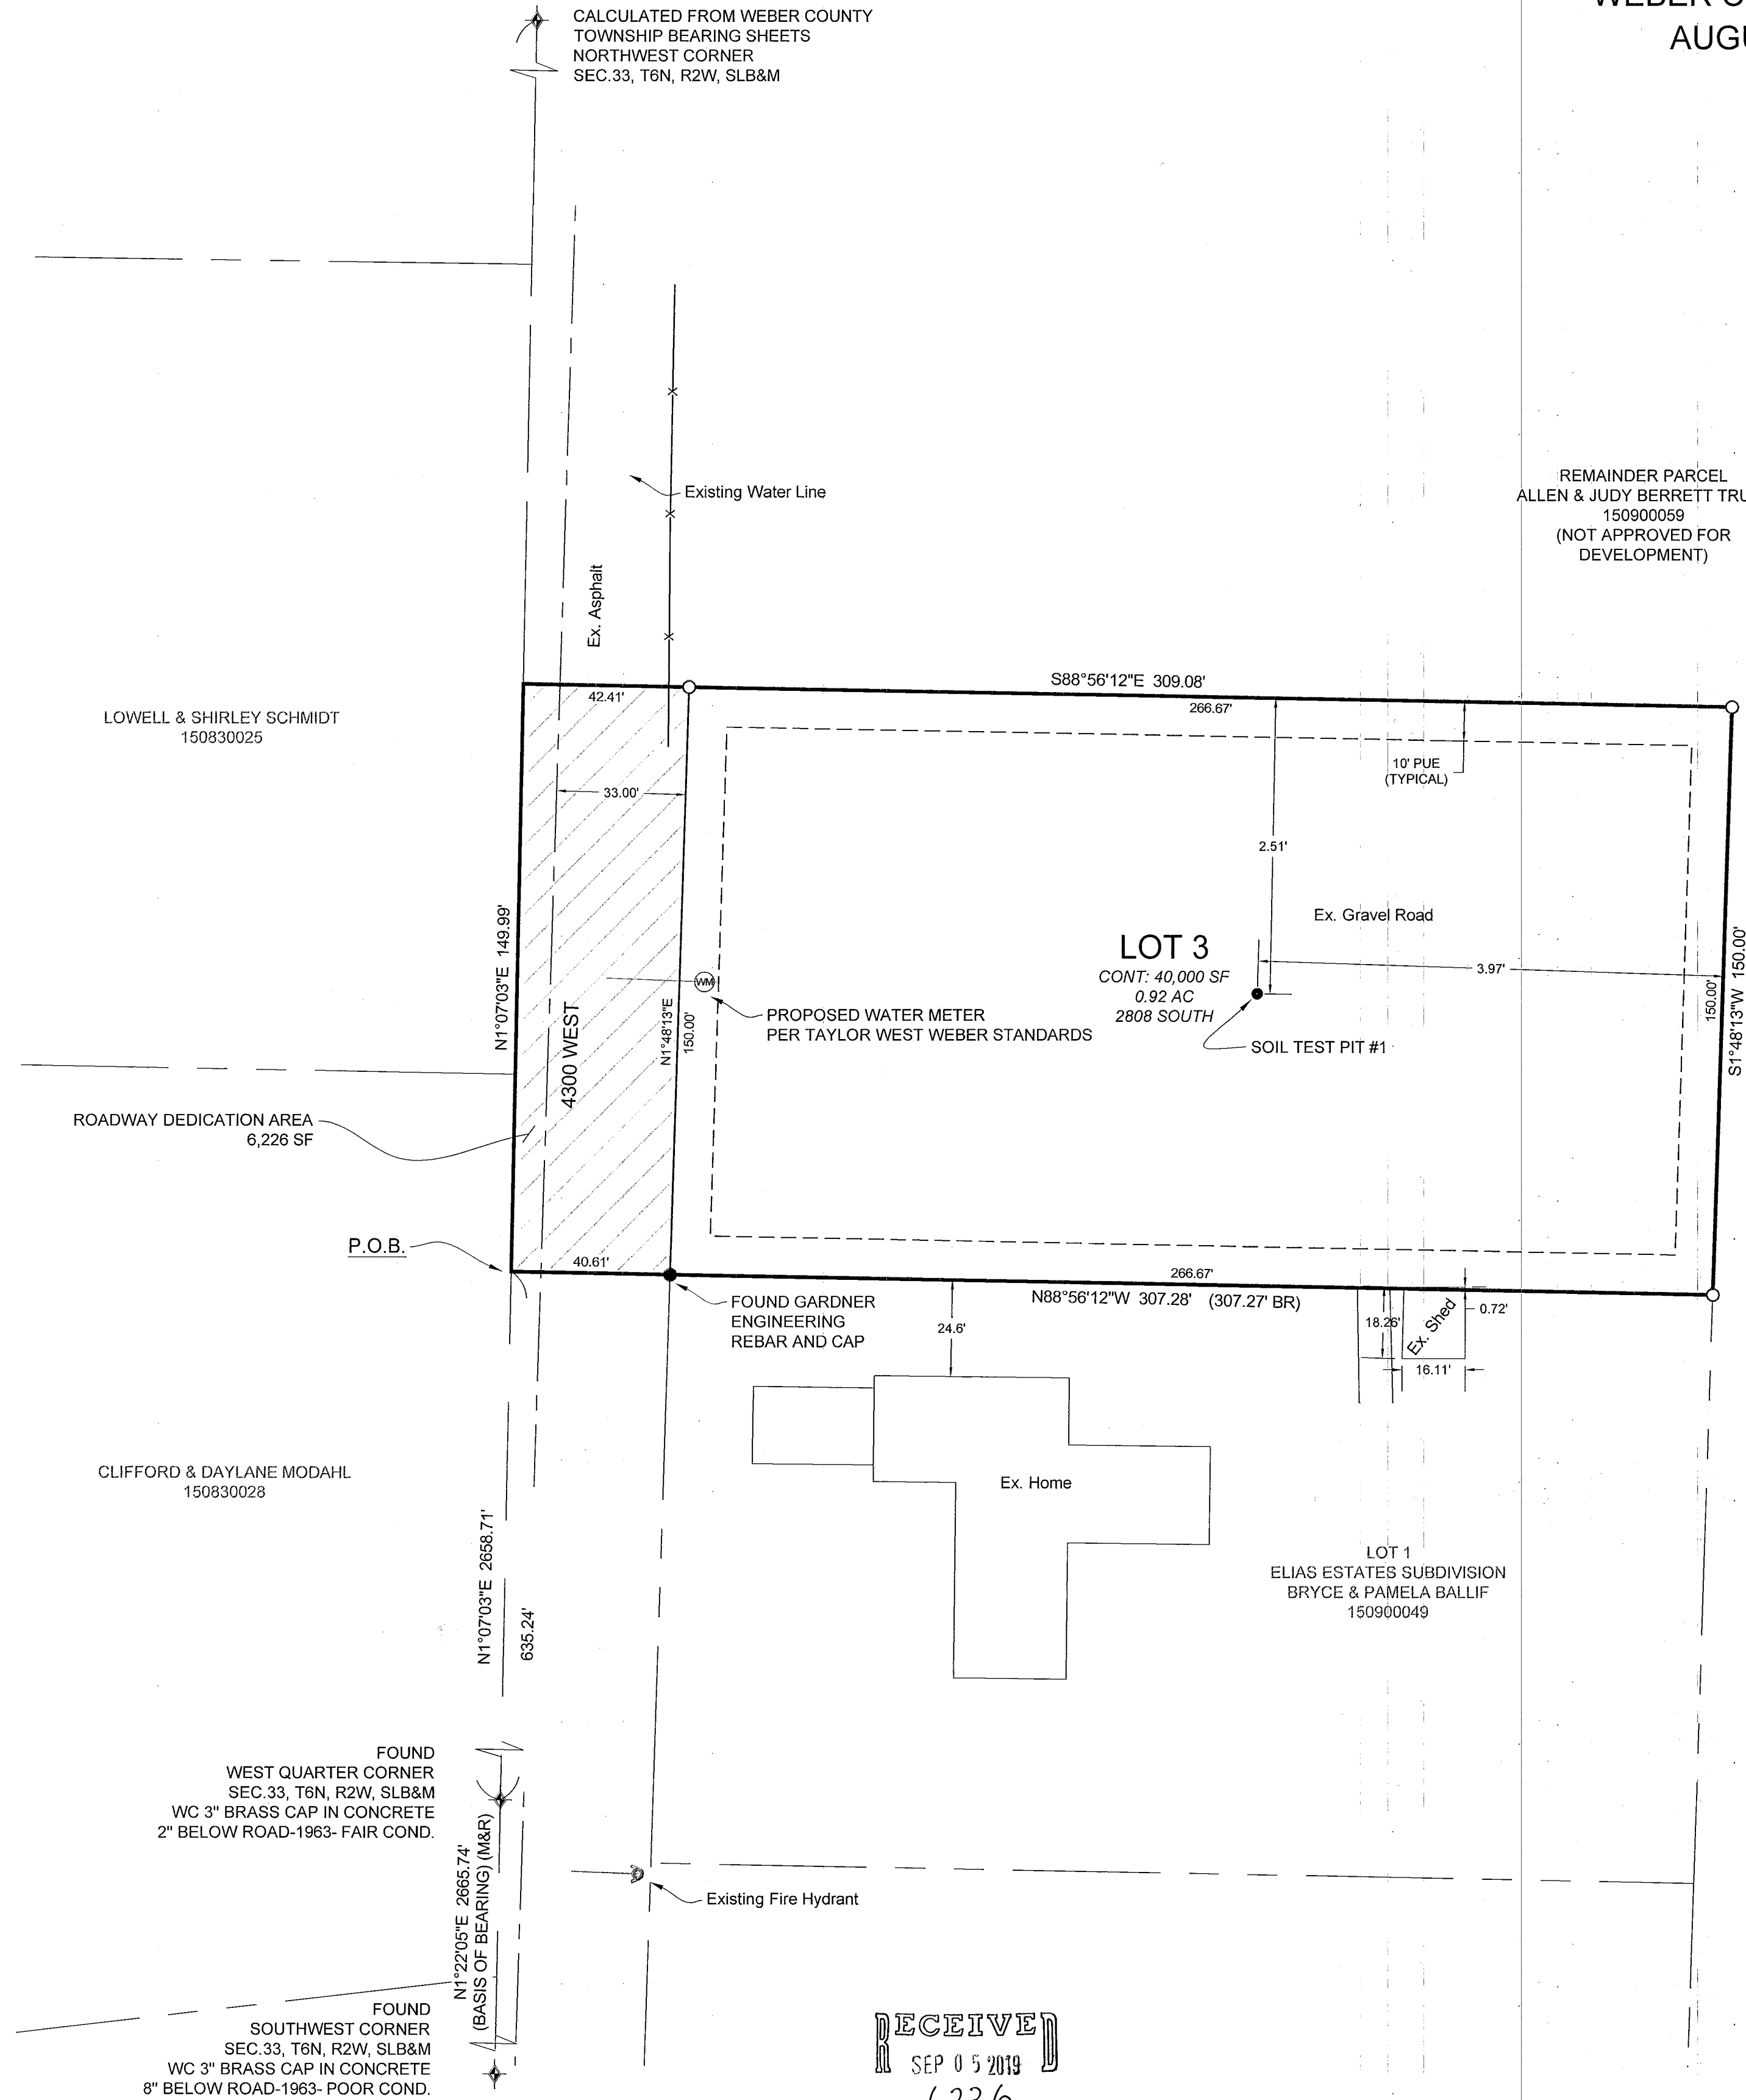 CALCULATED FROM WEBER COUNTY
TOWNSHIP BEARING SHEETS
NORTHWEST CORNER
SEC.33, T6N, R2W, SLB&M
Existing Water Line
Ex. Asphalt
REMAINDER PARCEL
ALLEN & JUDY BERRETT
150900059
(NOT APPROVED FOR
DEVELOPMENT)
S88°56'12"E 309.08'
42.41'
266.67'
LOWELL & SHIRLEY SCHMIDT
150830025
10' PUE
(TYPICAL)
33.00'
2.51'
Ex. Gravel Road
N1°07'03"E 149.99'
LOT 3
CONT: 40,000 SF
0.92 AC
2808 SOUTH
3.97'
WM
PROPOSED WATER METER
PER TAYLOR WEST WEBER STANDARDS
SOIL TEST PIT #1
4300 WEST
N1°48'13"E
150.00'
150.00'
S1°48'13"W 150.00'
ROADWAY DEDICATION AREA
6,226 SF
P.O.B.
40.61'
266.67'
N88°56'12"W 307.28' (307.27' BR)
FOUND GARDNER
ENGINEERING
REBAR AND CAP
24.6'
18.26'
Ex. Shed
0.72'
16.11'
Ex. Home
CLIFFORD & DAYLANE MODAHL
150830028
N1°07'03"E 2658.71'
635.24'
LOT 1
ELIAS ESTATES SUBDIVISION
BRYCE & PAMELA BALLIF
150900049
FOUND
WEST QUARTER CORNER
SEC.33, T6N, R2W, SLB&M
WC 3" BRASS CAP IN CONCRETE
2" BELOW ROAD-1963- FAIR COND.
Existing Fire Hydrant
N1°22'05"E 2665.74'
(BASIS OF BEARING) (M&R)
FOUND
SOUTHWEST CORNER
SEC.33, T6N, R2W, SLB&M
WC 3" BRASS CAP IN CONCRETE
8" BELOW ROAD-1963- POOR COND.
RECEIVED
SEP 05 2019